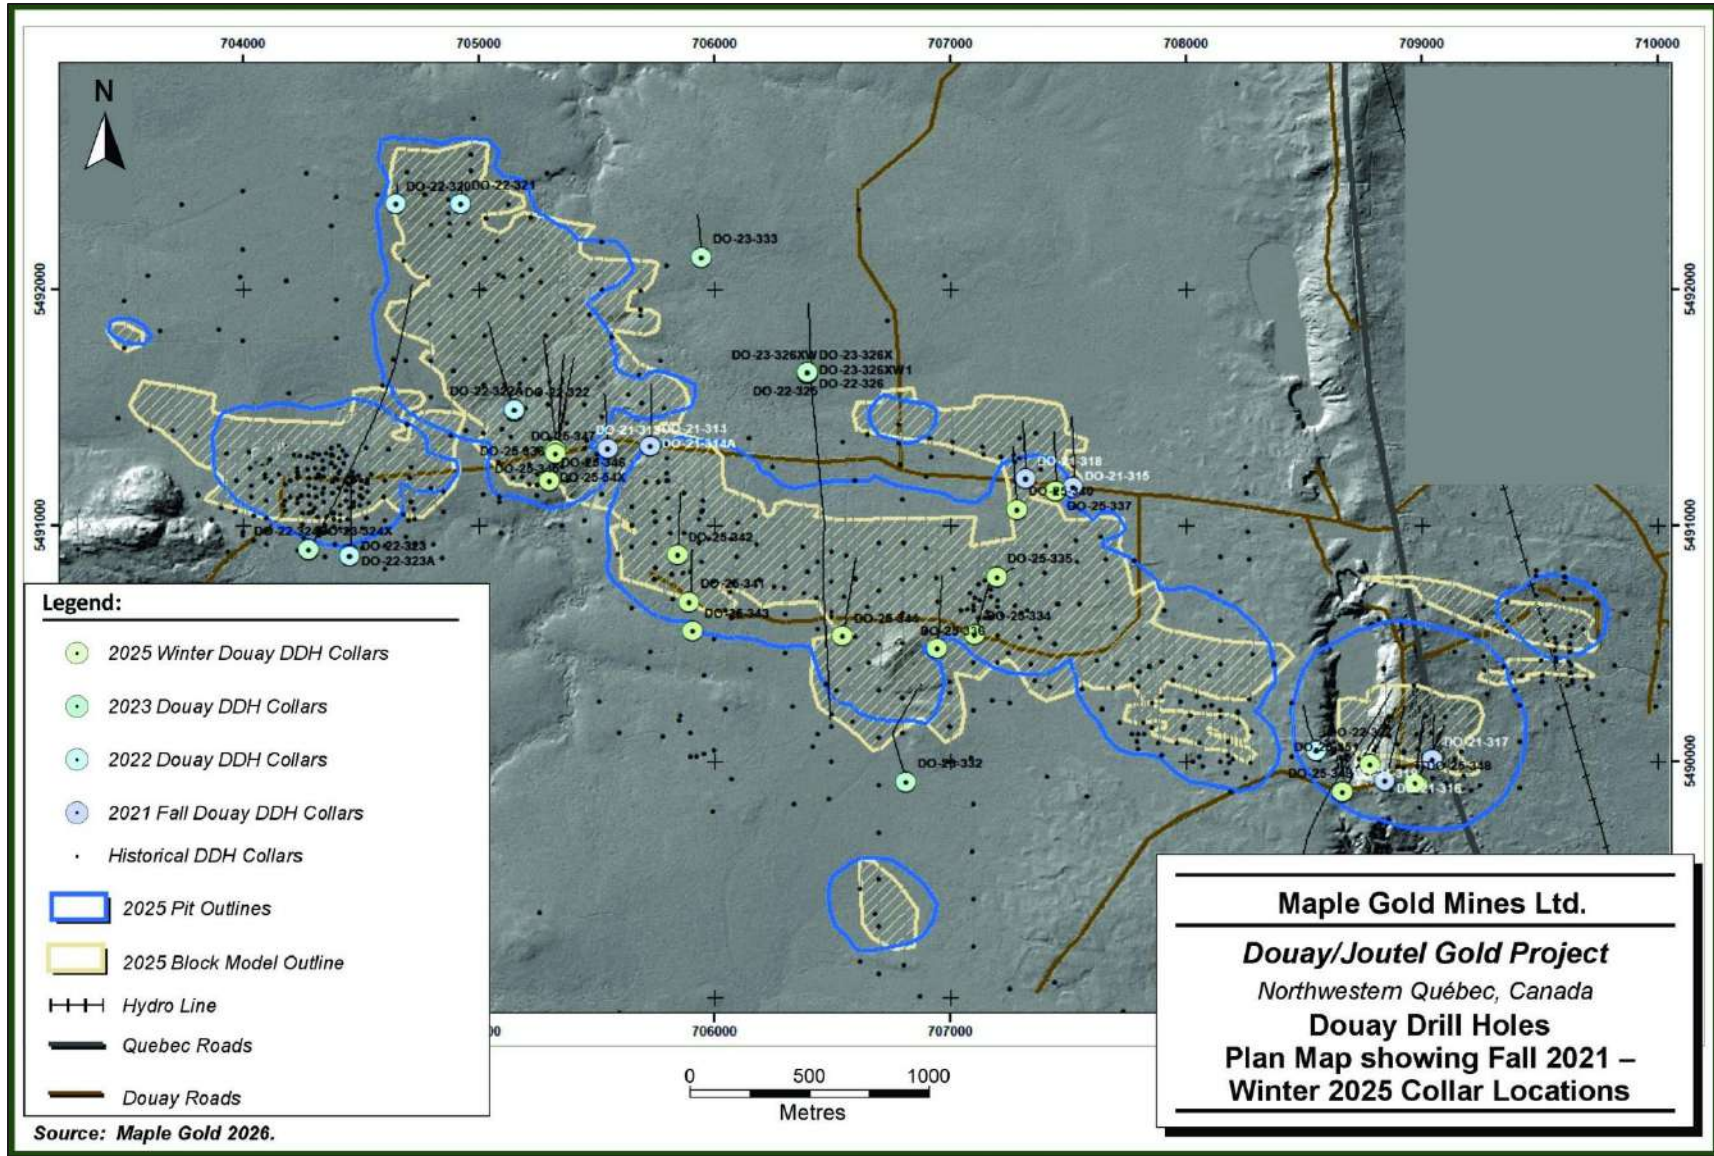 704000 705000 706000 707000 708000 709000 710000
N
5492000 5492000
5491000 5491000
5490000
DO-22-320 DO-22-321
DO-23-333
DO-23-326XW DO-23-326X
DO-23-326XW1
DO-22-326
DO-22-325
DO-22-322A DO-22-322
DO-25-347
DO-21-313
DO-21-314A
DO-25-346
DO-21-318
DO-21-315
DO-25-337
DO-22-323
DO-22-323A
DO-25-342
DO-25-335
DO-25-341
DO-25-343
DO-25-334
DO-23-332
DO-21-317
DO-25-348
DO-21-316
Legend:
2025 Winter Douay DDH Collars
2023 Douay DDH Collars
2022 Douay DDH Collars
2021 Fall Douay DDH Collars
Historical DDH Collars
2025 Pit Outlines
2025 Block Model Outline
Hydro Line
Quebec Roads
Douay Roads
706000 707000
0 500 1000
Metres
Maple Gold Mines Ltd.
Douay/Joutel Gold Project
Northwestern Québec, Canada
Douay Drill Holes
Plan Map showing Fall 2021 –
Winter 2025 Collar Locations
Source: Maple Gold 2026.